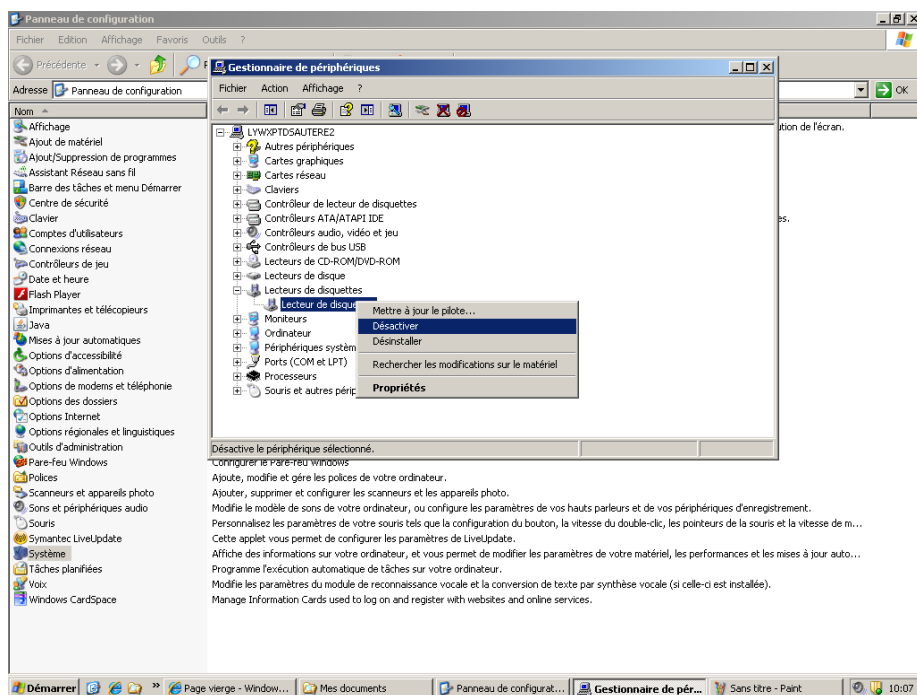 Panneau de configuration
Fichier Edition Affichage Favoris Outils ?
Précédente
Adresse Panneau de configuration OK
Nom
Affichage
Ajout de matériel
Ajout/Suppression de programmes
Assistant Réseau sans fil
Barre des tâches et menu Démarrer
Centre de sécurité
Clavier
Comptes d'utilisateurs
Connexions réseau
Contrôleurs de jeu
Date et heure
Flash Player
Imprimantes et télécopieurs
Java
Mises à jour automatiques
Options d'accessibilité
Options d'alimentation
Options de modems et téléphonie
Options des dossiers
Options Internet
Options régionales et linguistiques
Outils d'administration
Pare-feu Windows
Polices
Scanneurs et appareils photo
Sons et périphériques audio
Souris
Symantec LiveUpdate
Système
Tâches planifiées
Voix
Windows CardSpace
Gestionnaire de périphériques
Fichier Action Affichage ?
LYWXPTDSAUTERE2
Autres périphériques
Cartes graphiques
Cartes réseau
Claviers
Contrôleur de lecteur de disquettes
Contrôleurs ATA/ATAPI IDE
Contrôleurs audio, vidéo et jeu
Contrôleurs de bus USB
Lecteurs de CD-ROM/DVD-ROM
Lecteurs de disque
Lecteurs de disquettes
Lecteur de disque
Moniteurs
Ordinateur
Périphériques systèm
Ports (COM et LPT)
Processeurs
Souris et autres périp
Mettre à jour le pilote...
Désactiver
Désinstaller
Rechercher les modifications sur le matériel
Propriétés
Désactive le périphérique sélectionné.
ution de l'écran.
es.
Configurer le Pare-feu Windows
Ajoute, modifie et gère les polices de votre ordinateur.
Ajouter, supprimer et configurer les scanneurs et les appareils photo.
Modifie le modèle de sons de votre ordinateur, ou configure les paramètres de vos hauts parleurs et de vos périphériques d'enregistrement.
Personnalisez les paramètres de votre souris tels que la configuration du bouton, la vitesse du double-clic, les pointeurs de la souris et la vitesse de m...
Cette applet vous permet de configurer les paramètres de LiveUpdate.
Affiche des informations sur votre ordinateur, et vous permet de modifier les paramètres de votre matériel, les performances et les mises à jour auto...
Programme l'exécution automatique de tâches sur votre ordinateur.
Modifie les paramètres du module de reconnaissance vocale et la conversion de texte par synthèse vocale (si celle-ci est installée).
Manage Information Cards used to log on and register with websites and online services.
Démarrer » Page vierge - Window... Mes documents Panneau de configurat... Gestionnaire de pér... Sans titre - Paint 10:07